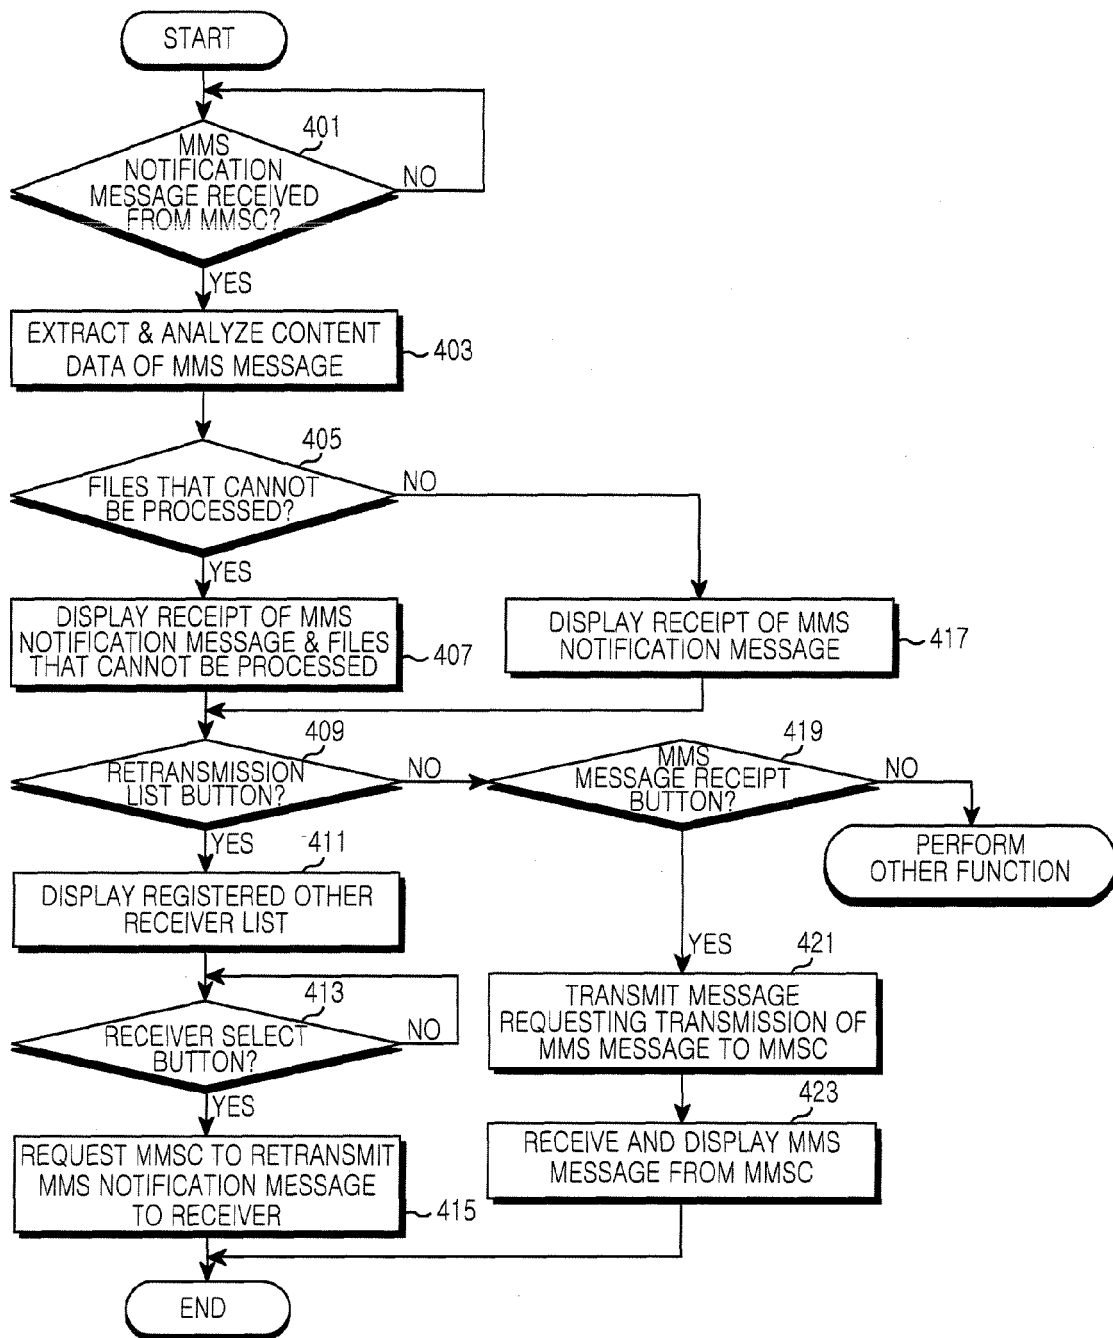 START
401
MMS
NOTIFICATION
MESSAGE RECEIVED
FROM MMSC?
NO
YES
EXTRACT & ANALYZE CONTENT
DATA OF MMS MESSAGE
403
405
FILES THAT CANNOT
BE PROCESSED?
NO
YES
DISPLAY RECEIPT OF MMS
NOTIFICATION MESSAGE & FILES
THAT CANNOT BE PROCESSED
407
DISPLAY RECEIPT OF MMS
NOTIFICATION MESSAGE
417
409
RETRANSMISSION
LIST BUTTON?
NO
YES
419
MMS
MESSAGE RECEIPT
BUTTON?
NO
YES
PERFORM
OTHER FUNCTION
411
DISPLAY REGISTERED OTHER
RECEIVER LIST
413
RECEIVER SELECT
BUTTON?
NO
YES
421
TRANSMIT MESSAGE
REQUESTING TRANSMISSION OF
MMS MESSAGE TO MMSC
423
RECEIVE AND DISPLAY MMS
MESSAGE FROM MMSC
REQUEST MMSC TO RETRANSMIT
MMS NOTIFICATION MESSAGE
TO RECEIVER
415
END